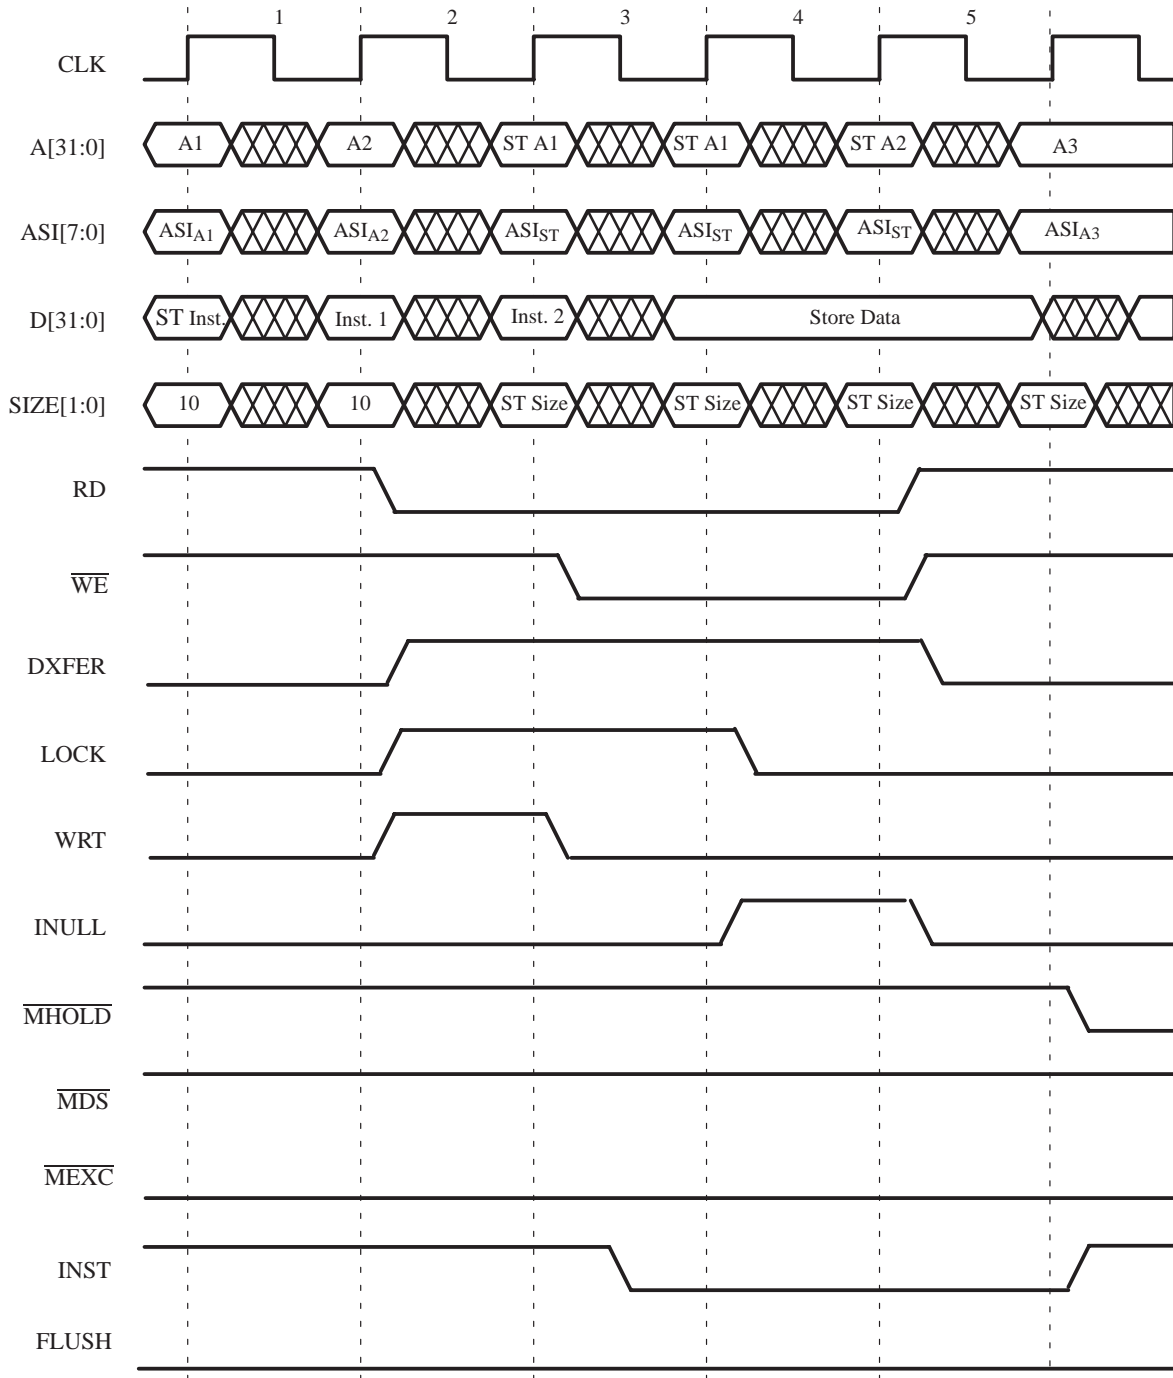 1 2 3 4 5
CLK
A[31:0] A1 A2 ST A1 ST A1 ST A2 A3
ASI[7:0] ASIA1 ASIA2 ASIST ASIST ASIST ASIA3
D[31:0] ST Inst. Inst. 1 Inst. 2 Store Data
SIZE[1:0] 10 10 ST Size ST Size ST Size ST Size
RD
WE
DXFER
LOCK
WRT
INULL
MHOLD
MDS
MEXC
INST
FLUSH